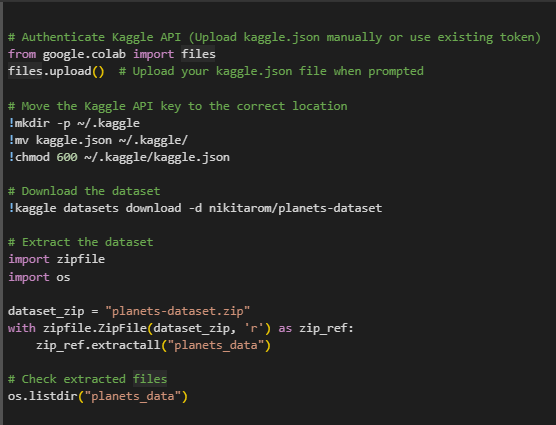 # Authenticate Kaggle API (Upload kaggle.json manually or use existing token)
from google.colab import files
files.upload()  # Upload your kaggle.json file when prompted

# Move the Kaggle API key to the correct location
!mkdir -p ~/.kaggle
!mv kaggle.json ~/.kaggle/
!chmod 600 ~/.kaggle/kaggle.json

# Download the dataset
!kaggle datasets download -d nikitarom/planets-dataset

# Extract the dataset
import zipfile
import os

dataset_zip = "planets-dataset.zip"
with zipfile.ZipFile(dataset_zip, 'r') as zip_ref:
    zip_ref.extractall("planets_data")

# Check extracted files
os.listdir("planets_data")